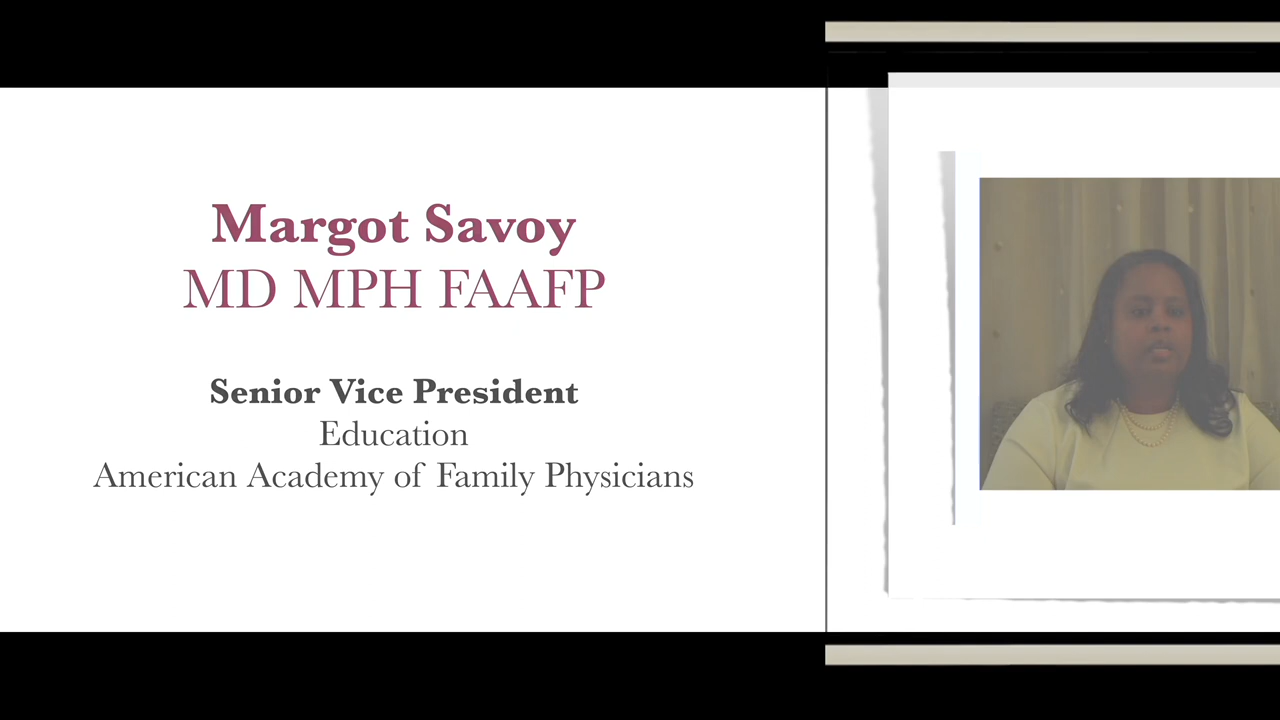 Margot Savoy
MD MPH FAAFP
Senior Vice President
Education
American Academy of Family Physicians